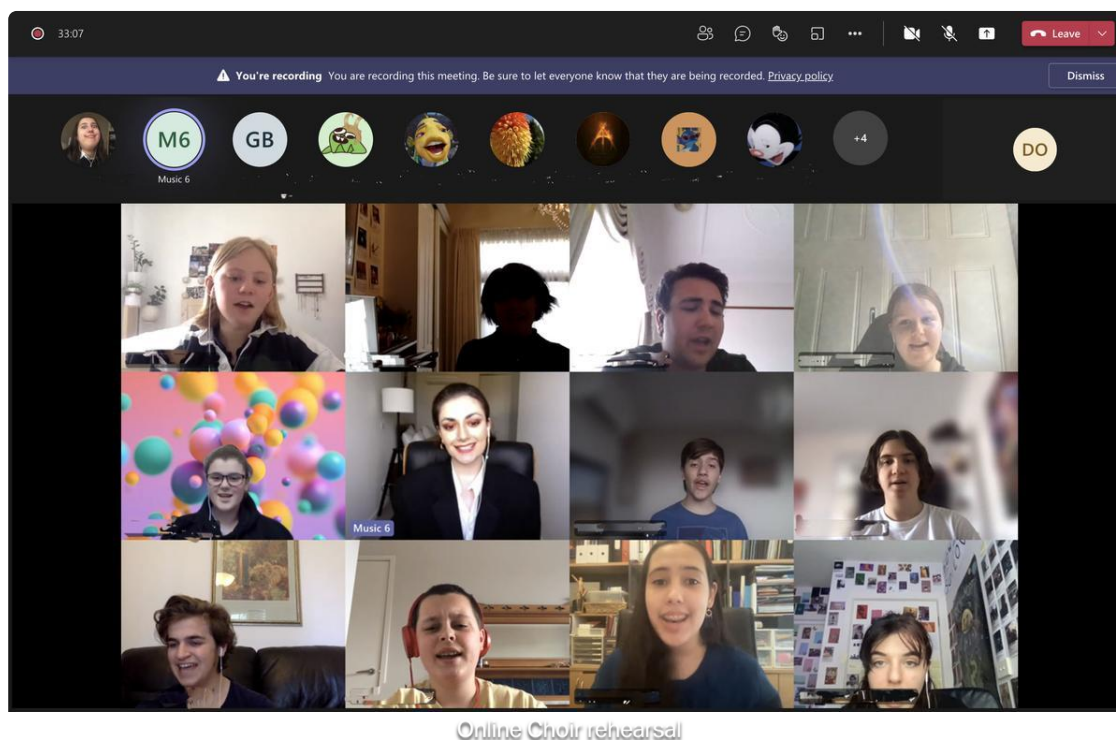 33:07
Leave
You're recording You are recording this meeting. Be sure to let everyone know that they are being recorded. Privacy policy
Dismiss
M6
GB
+4
DO
Music 6
Music 6
Online Choir rehearsal